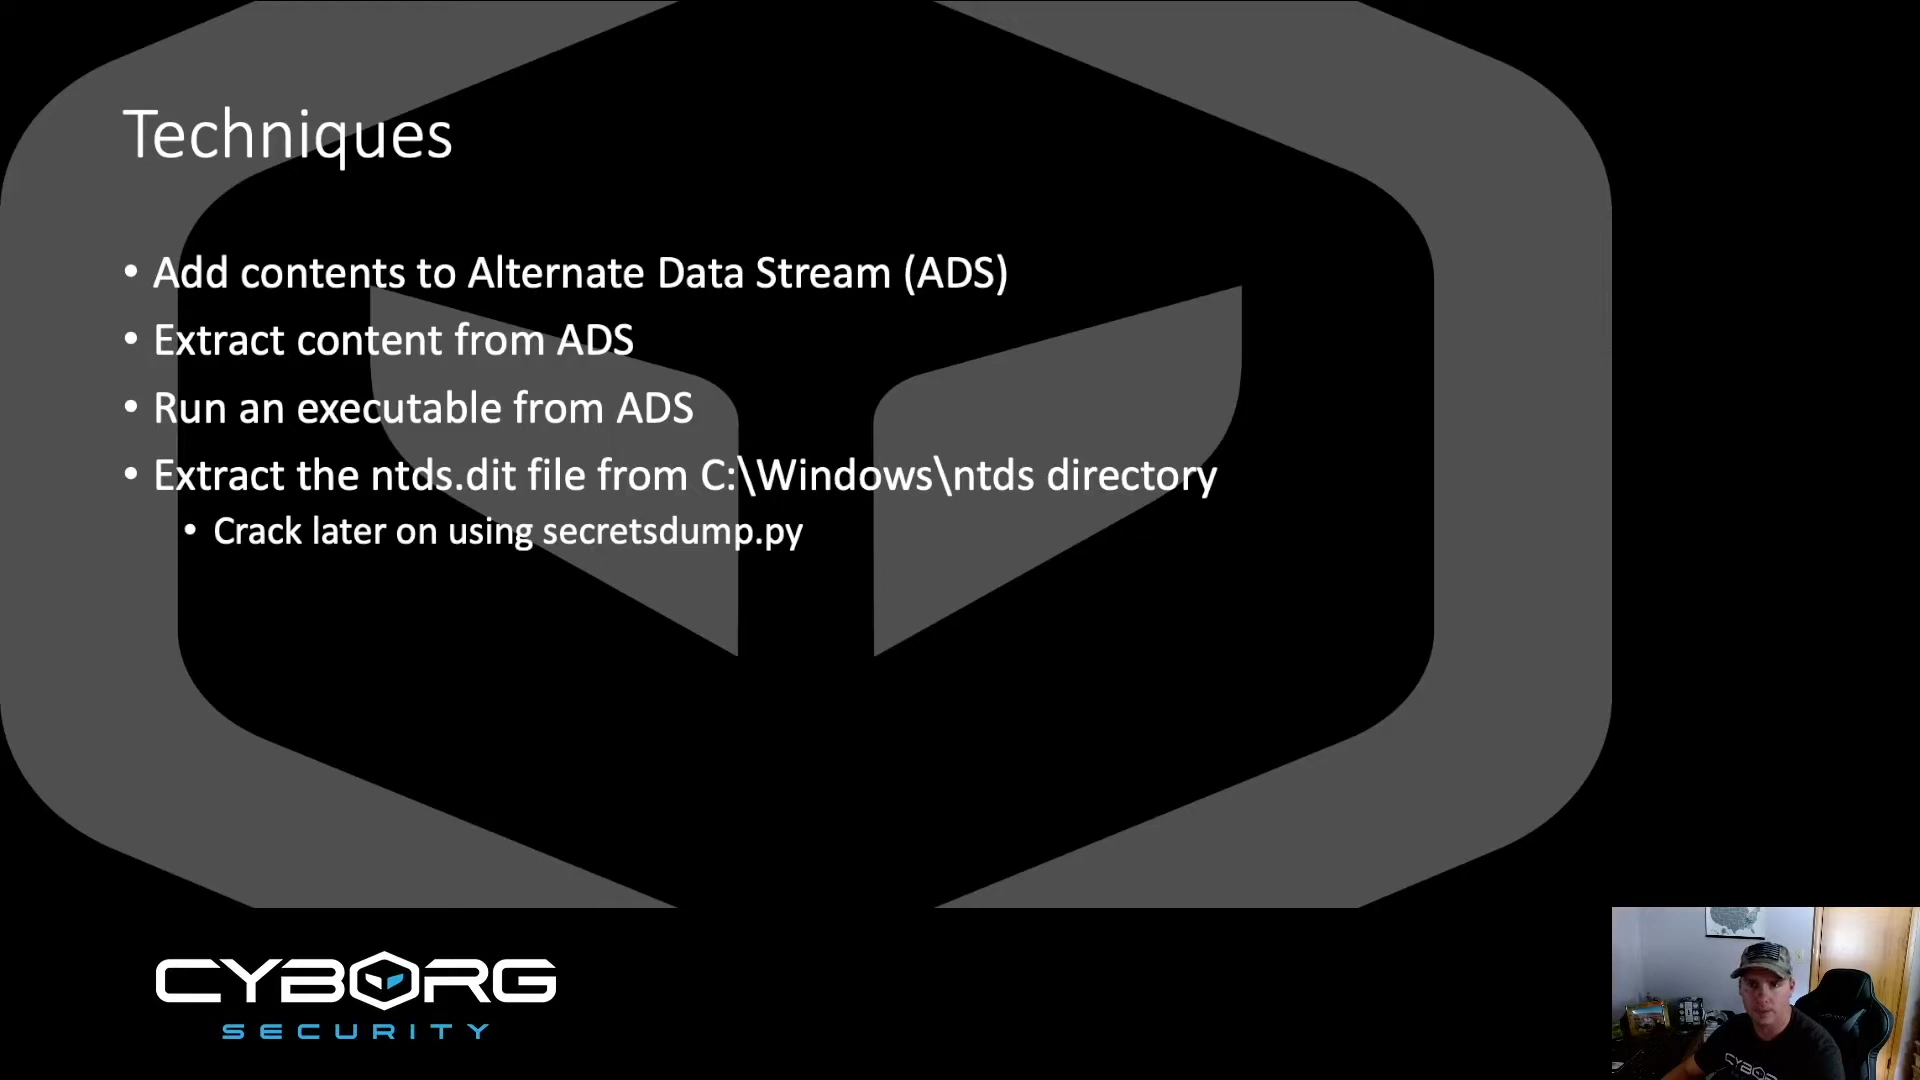 Techniques
• Add contents to Alternate Data Stream (ADS)
• Extract content from ADS
• Run an executable from ADS
• Extract the ntds.dit file from C:\Windows\ntds directory
• Crack later on using secretsdump.py
CYBORG
SECURITY